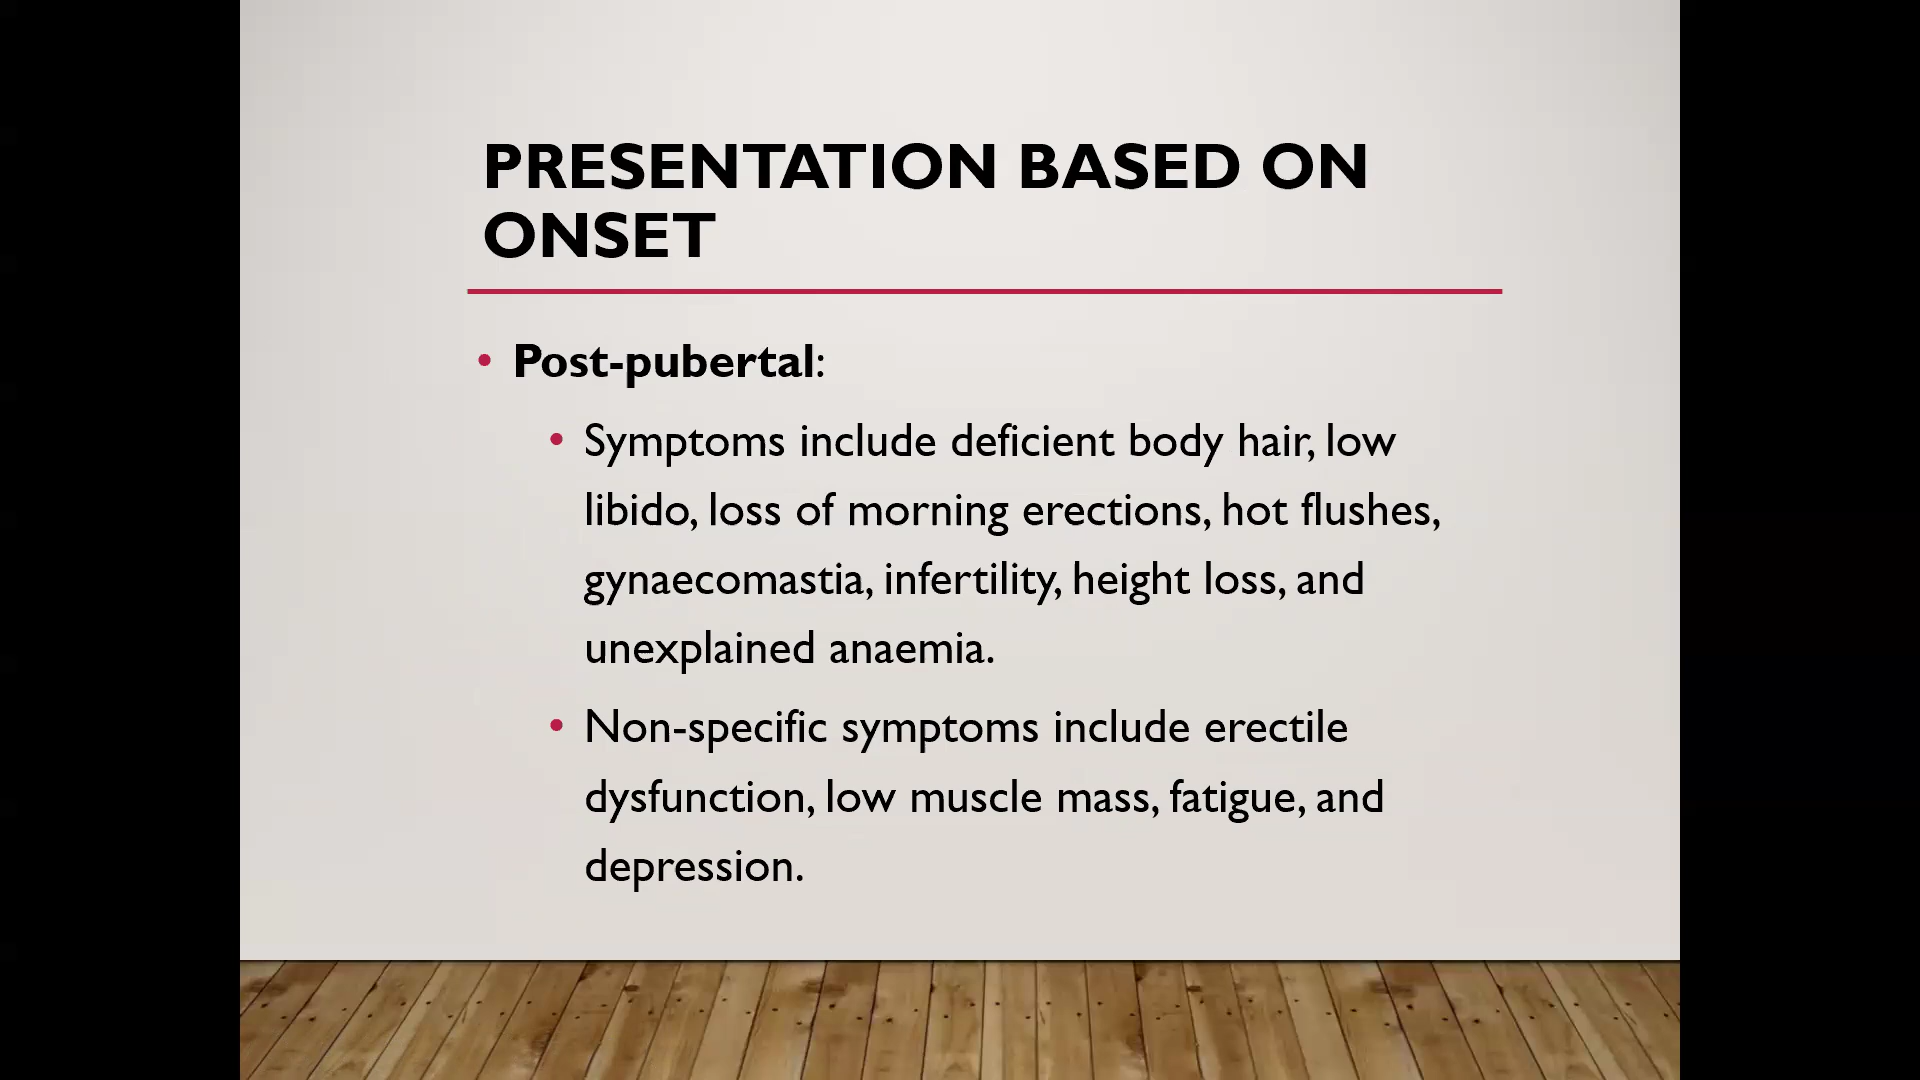 PRESENTATION BASED ON
ONSET
• Post-pubertal:
• Symptoms include deficient body hair, low
libido, loss of morning erections, hot flushes,
gynaecomastia, infertility, height loss, and
unexplained anaemia.
• Non-specific symptoms include erectile
dysfunction, low muscle mass, fatigue, and
depression.